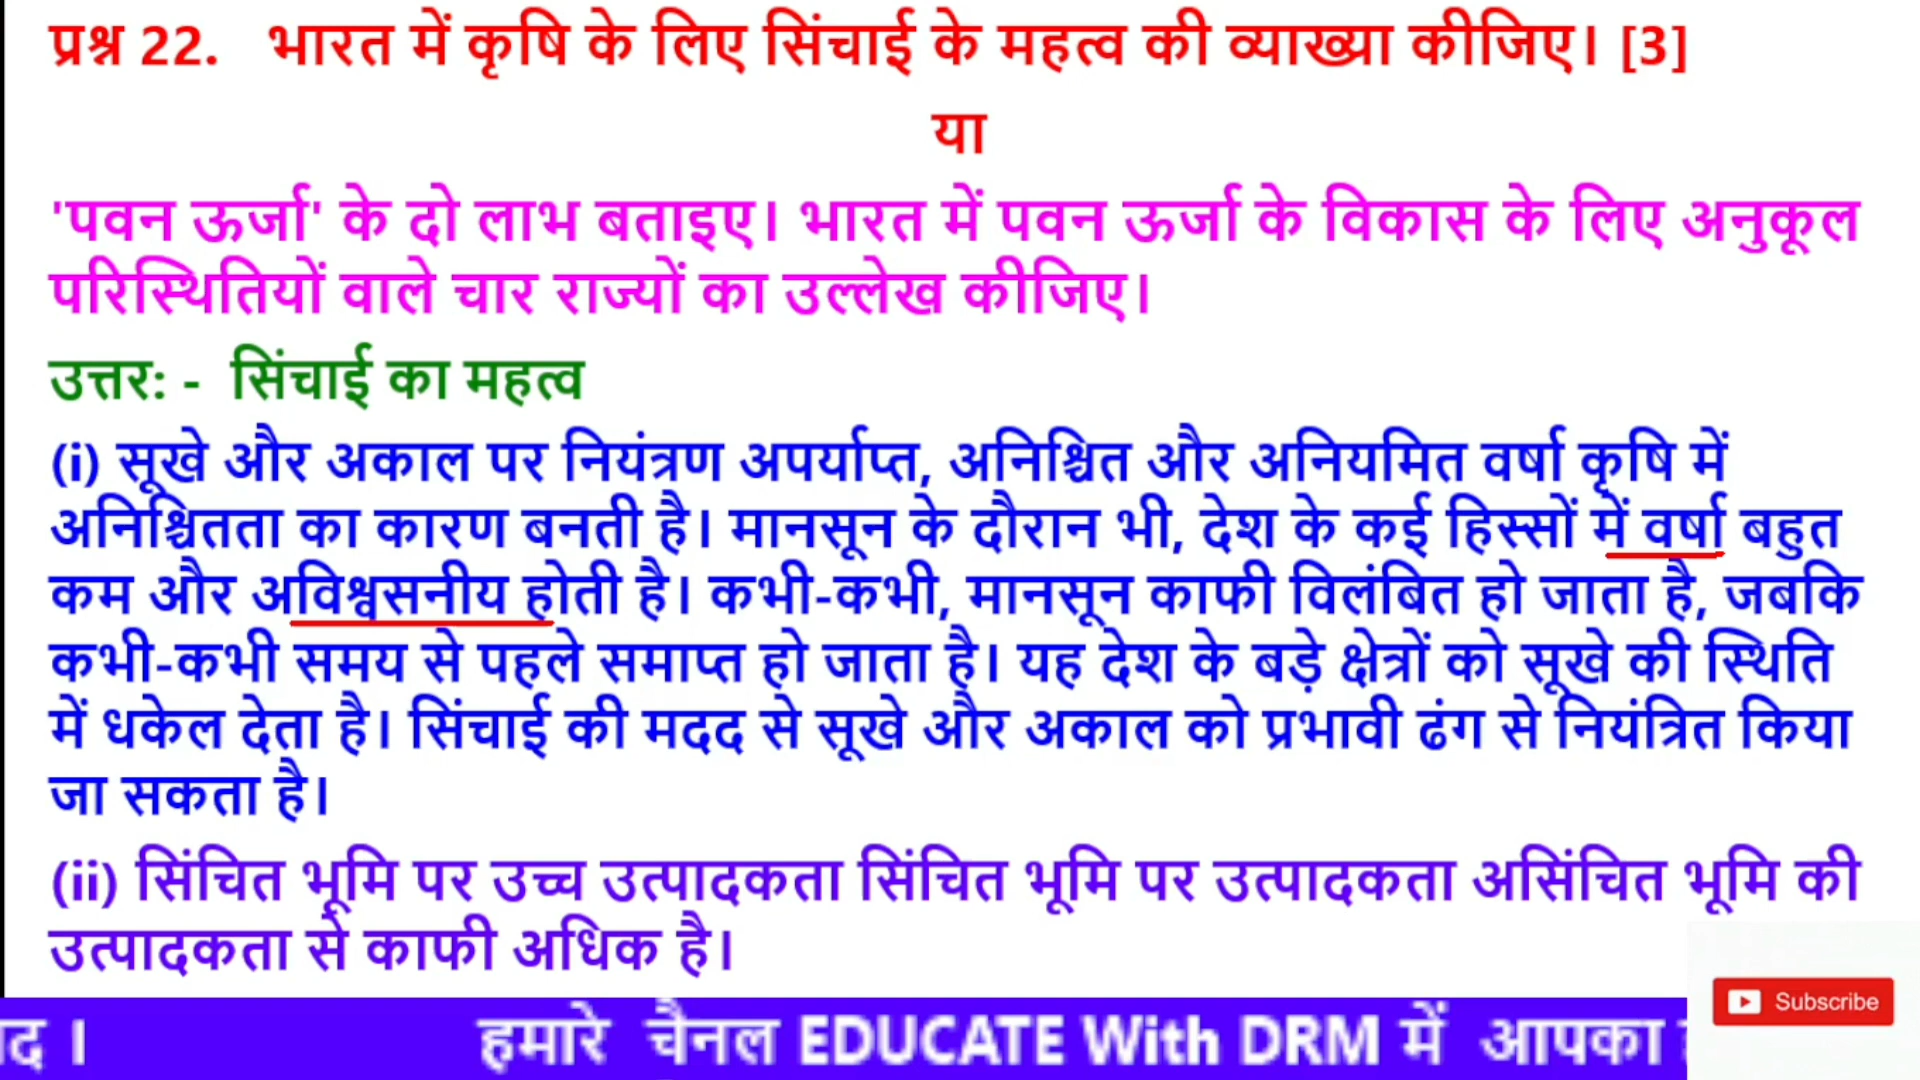 प्रश्न 22. भारत में कृषि के लिए सिंचाई के महत्व की व्याख्या कीजिए। [3]
या
'पवन ऊर्जा' के दो लाभ बताइए। भारत में पवन ऊर्जा के विकास के लिए अनुकूल
परिस्थितियों वाले चार राज्यों का उल्लेख कीजिए।
उत्तर: - सिंचाई का महत्व
(i) सूखे और अकाल पर नियंत्रण अपर्याप्त, अनिश्चित और अनियमित वर्षा कृषि में
अनिश्चितता का कारण बनती है। मानसून के दौरान भी, देश के कई हिस्सों में वर्षा बहुत
कम और अविश्वसनीय होती है। कभी-कभी, मानसून काफी विलंबित हो जाता है, जबकि
कभी-कभी समय से पहले समाप्त हो जाता है। यह देश के बड़े क्षेत्रों को सूखे की स्थिति
में धकेल देता है। सिंचाई की मदद से सूखे और अकाल को प्रभावी ढंग से नियंत्रित किया
जा सकता है।
(ii) सिंचित भूमि पर उच्च उत्पादकता सिंचित भूमि पर उत्पादकता असिंचित भूमि की
उत्पादकता से काफी अधिक है।
Subscribe
हमारे चैनल EDUCATE With DRM में आपका